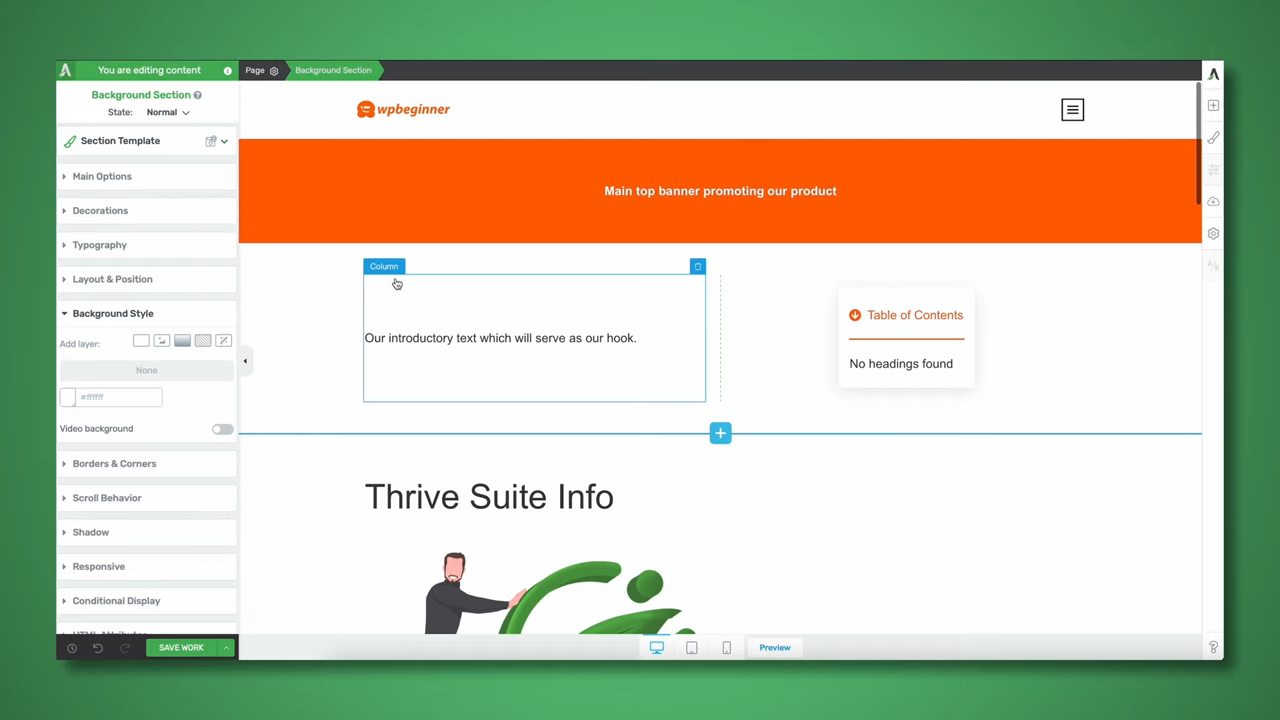 You are editing content
Page
Background Section
Background Section
State: Normal
Section Template
Main Options
Decorations
Typography
Layout & Position
Background Style
Add layer:
None
#ffffff
Video background
Borders & Corners
Scroll Behavior
Shadow
Responsive
Conditional Display
HTML Attributes
SAVE WORK
wpbeginner
Main top banner promoting our product
Column
Our introductory text which will serve as our hook.
Table of Contents
No headings found
Thrive Suite Info
Preview
A/B